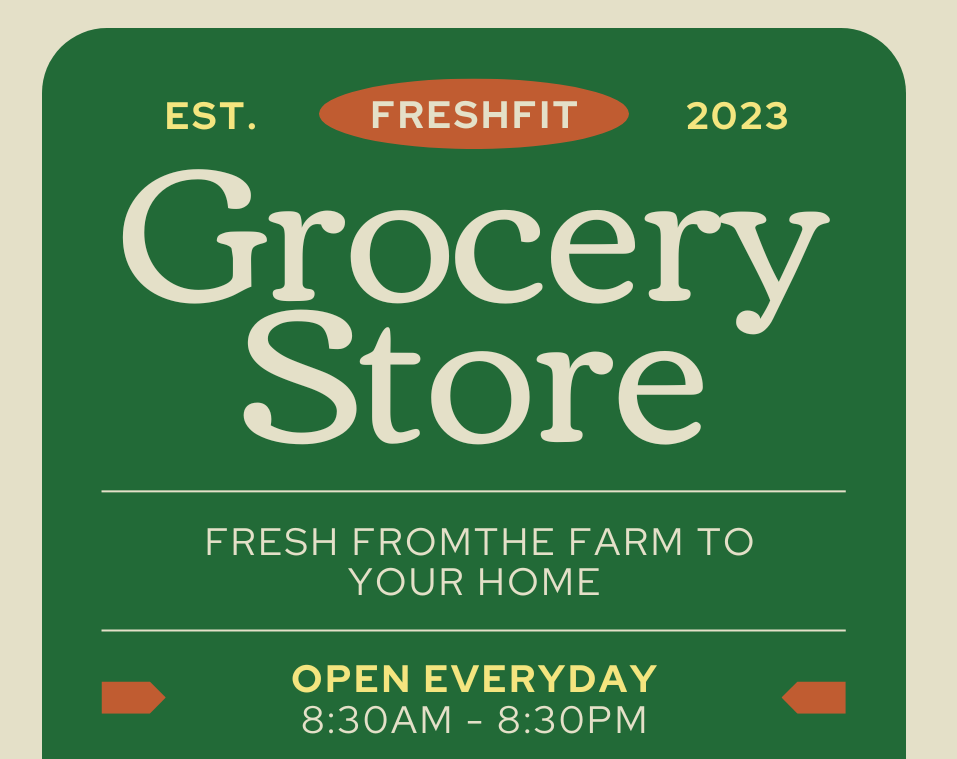 EST. FRESHFIT 2023
Grocery
Store
FRESH FROMTHE FARM TO
YOUR HOME
OPEN EVERYDAY
8:30AM - 8:30PM